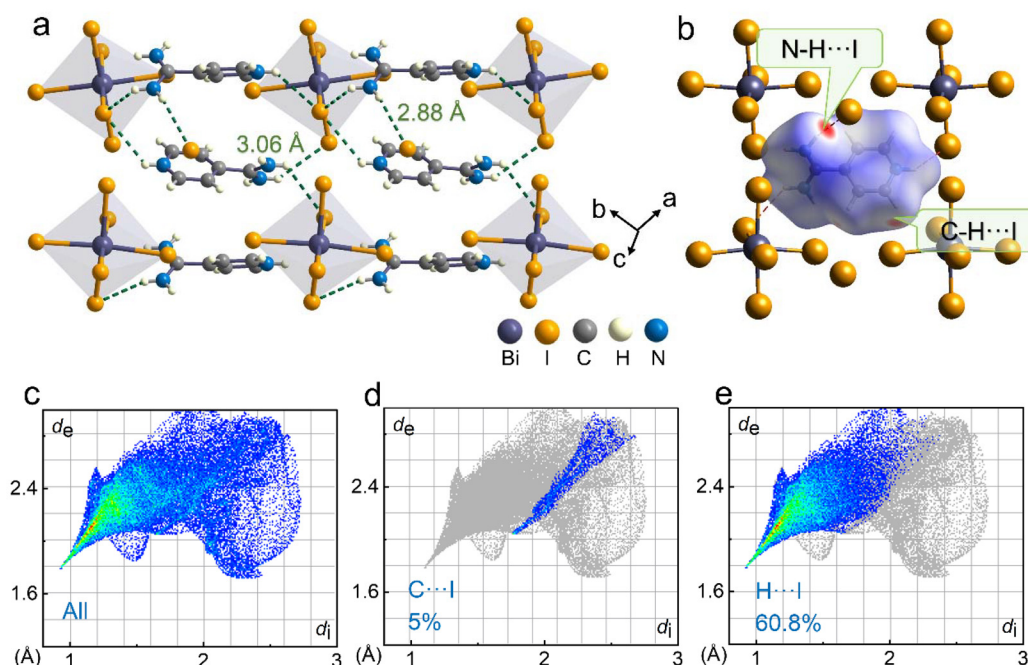 a
b
N-H···I
2.88 Å
3.06 Å
b
a
c
C-H···I
Bi
I
C
H
N
c
d
e
de
2.4
1.6
All
di
(Å)
1
2
3
de
2.4
1.6
C···I
5%
di
(Å)
1
2
3
de
2.4
1.6
H···I
60.8%
di
(Å)
1
2
3